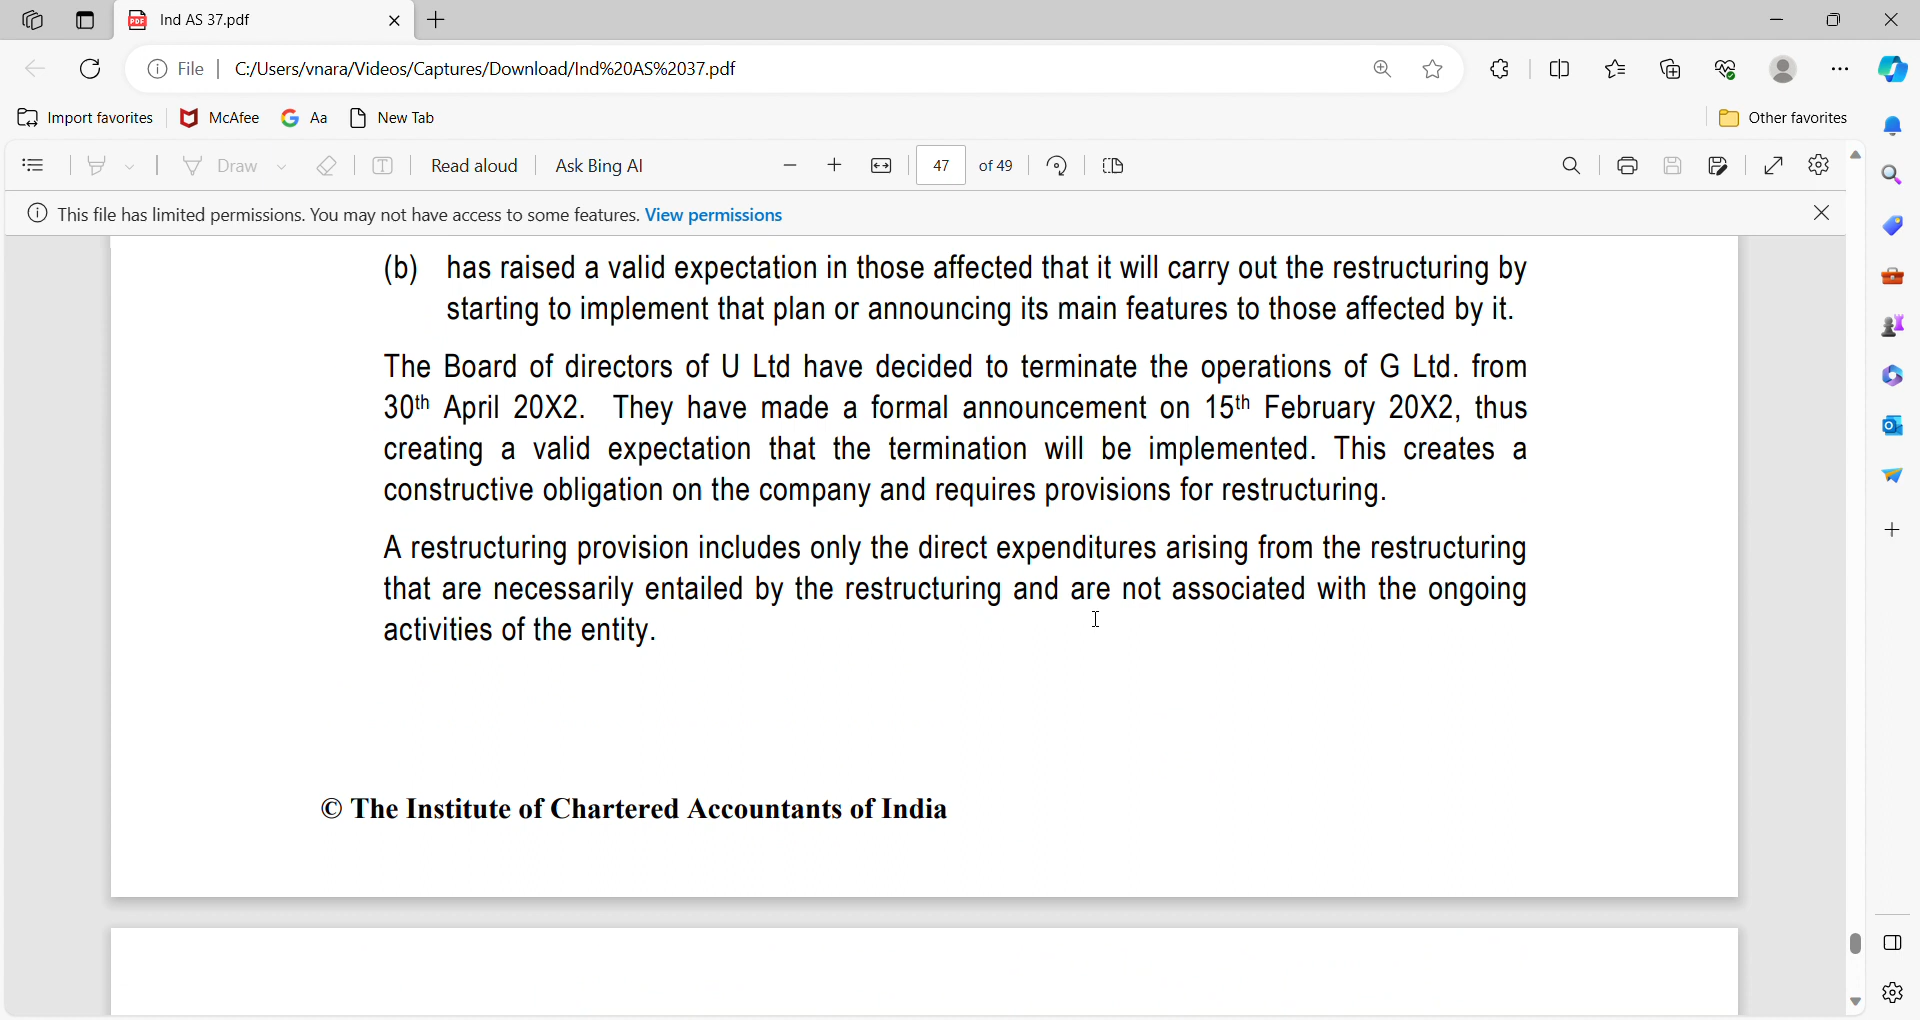 Ind AS 37.pdf
File | C:/Users/vnara/Videos/Captures/Download/Ind%20AS%2037.pdf
Import favorites McAfee Aa New Tab Other favorites
Draw Read aloud Ask Bing AI 47 of 49
This file has limited permissions. You may not have access to some features. View permissions
(b) has raised a valid expectation in those affected that it will carry out the restructuring by
starting to implement that plan or announcing its main features to those affected by it.
The Board of directors of U Ltd have decided to terminate the operations of G Ltd. from
30th April 20X2. They have made a formal announcement on 15th February 20X2, thus
creating a valid expectation that the termination will be implemented. This creates a
constructive obligation on the company and requires provisions for restructuring.
A restructuring provision includes only the direct expenditures arising from the restructuring
that are necessarily entailed by the restructuring and are not associated with the ongoing
activities of the entity.
© The Institute of Chartered Accountants of India